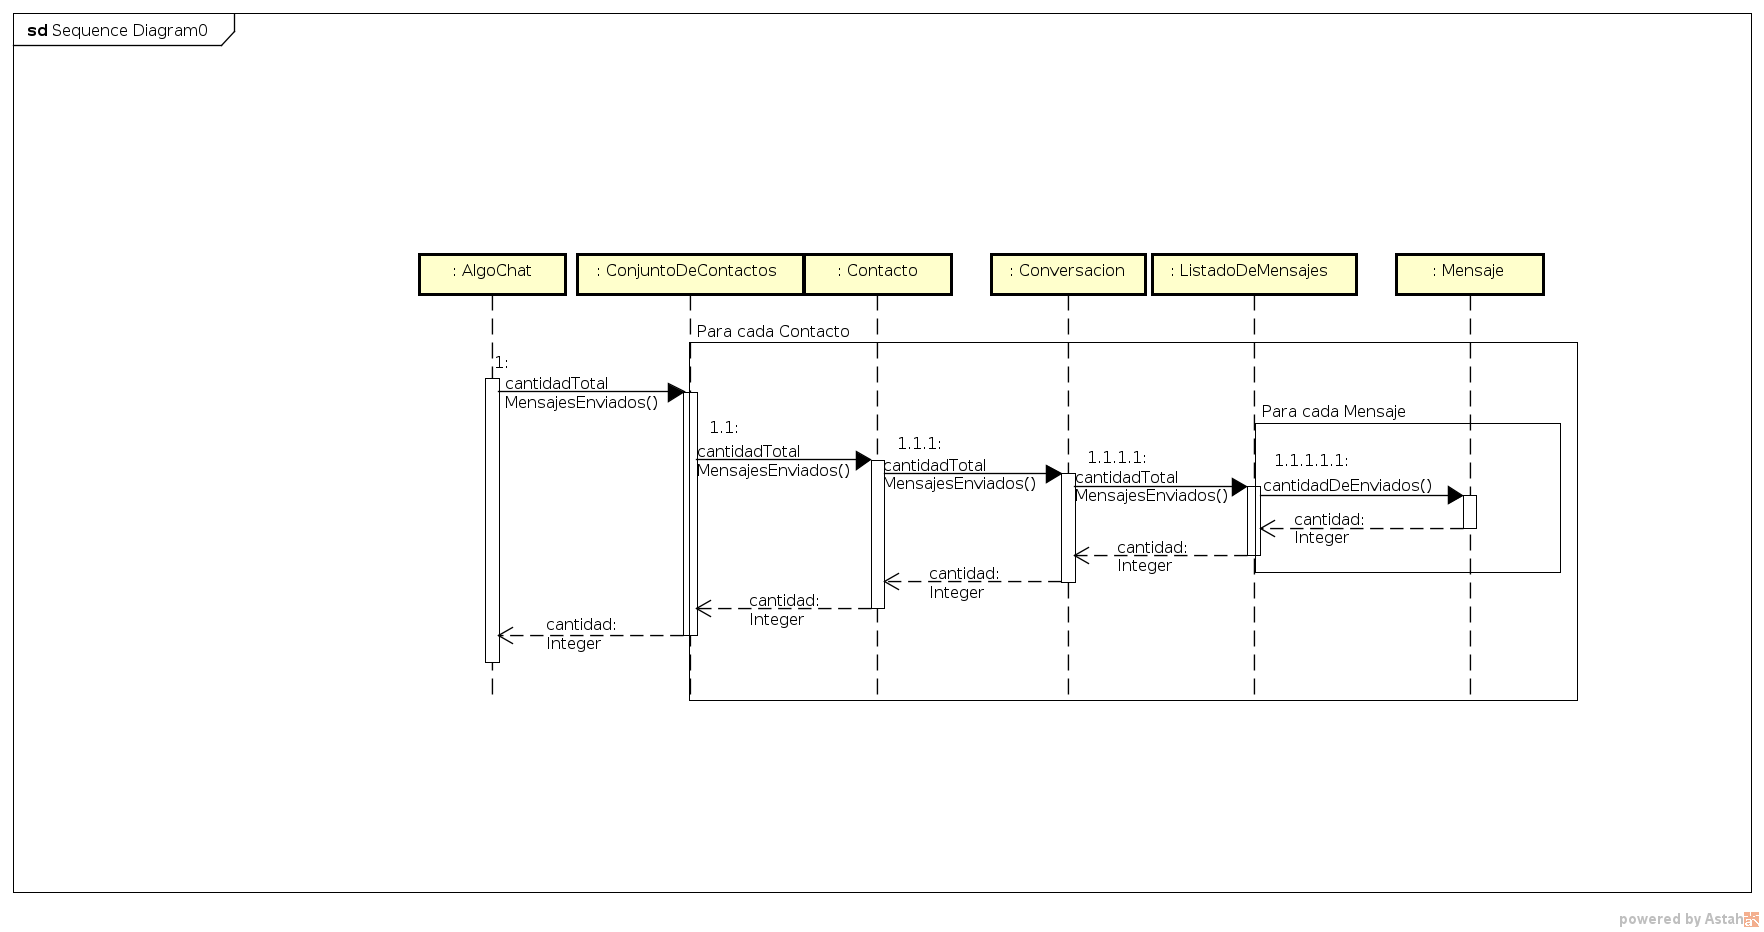 sd Sequence Diagram0
: AlgoChat
: ConjuntoDeContactos
: Contacto
: Conversacion
: ListadoDeMensajes
: Mensaje
Para cada Contacto
1:
cantidadTotal
MensajesEnviados()
Para cada Mensaje
1.1:
cantidadTotal
MensajesEnviados()
1.1.1:
cantidadTotal
MensajesEnviados()
1.1.1.1:
cantidadTotal
MensajesEnviados()
1.1.1.1.1:
cantidadDeEnviados()
cantidad:
Integer
cantidad:
Integer
cantidad:
Integer
cantidad:
Integer
cantidad:
Integer
powered by Astah